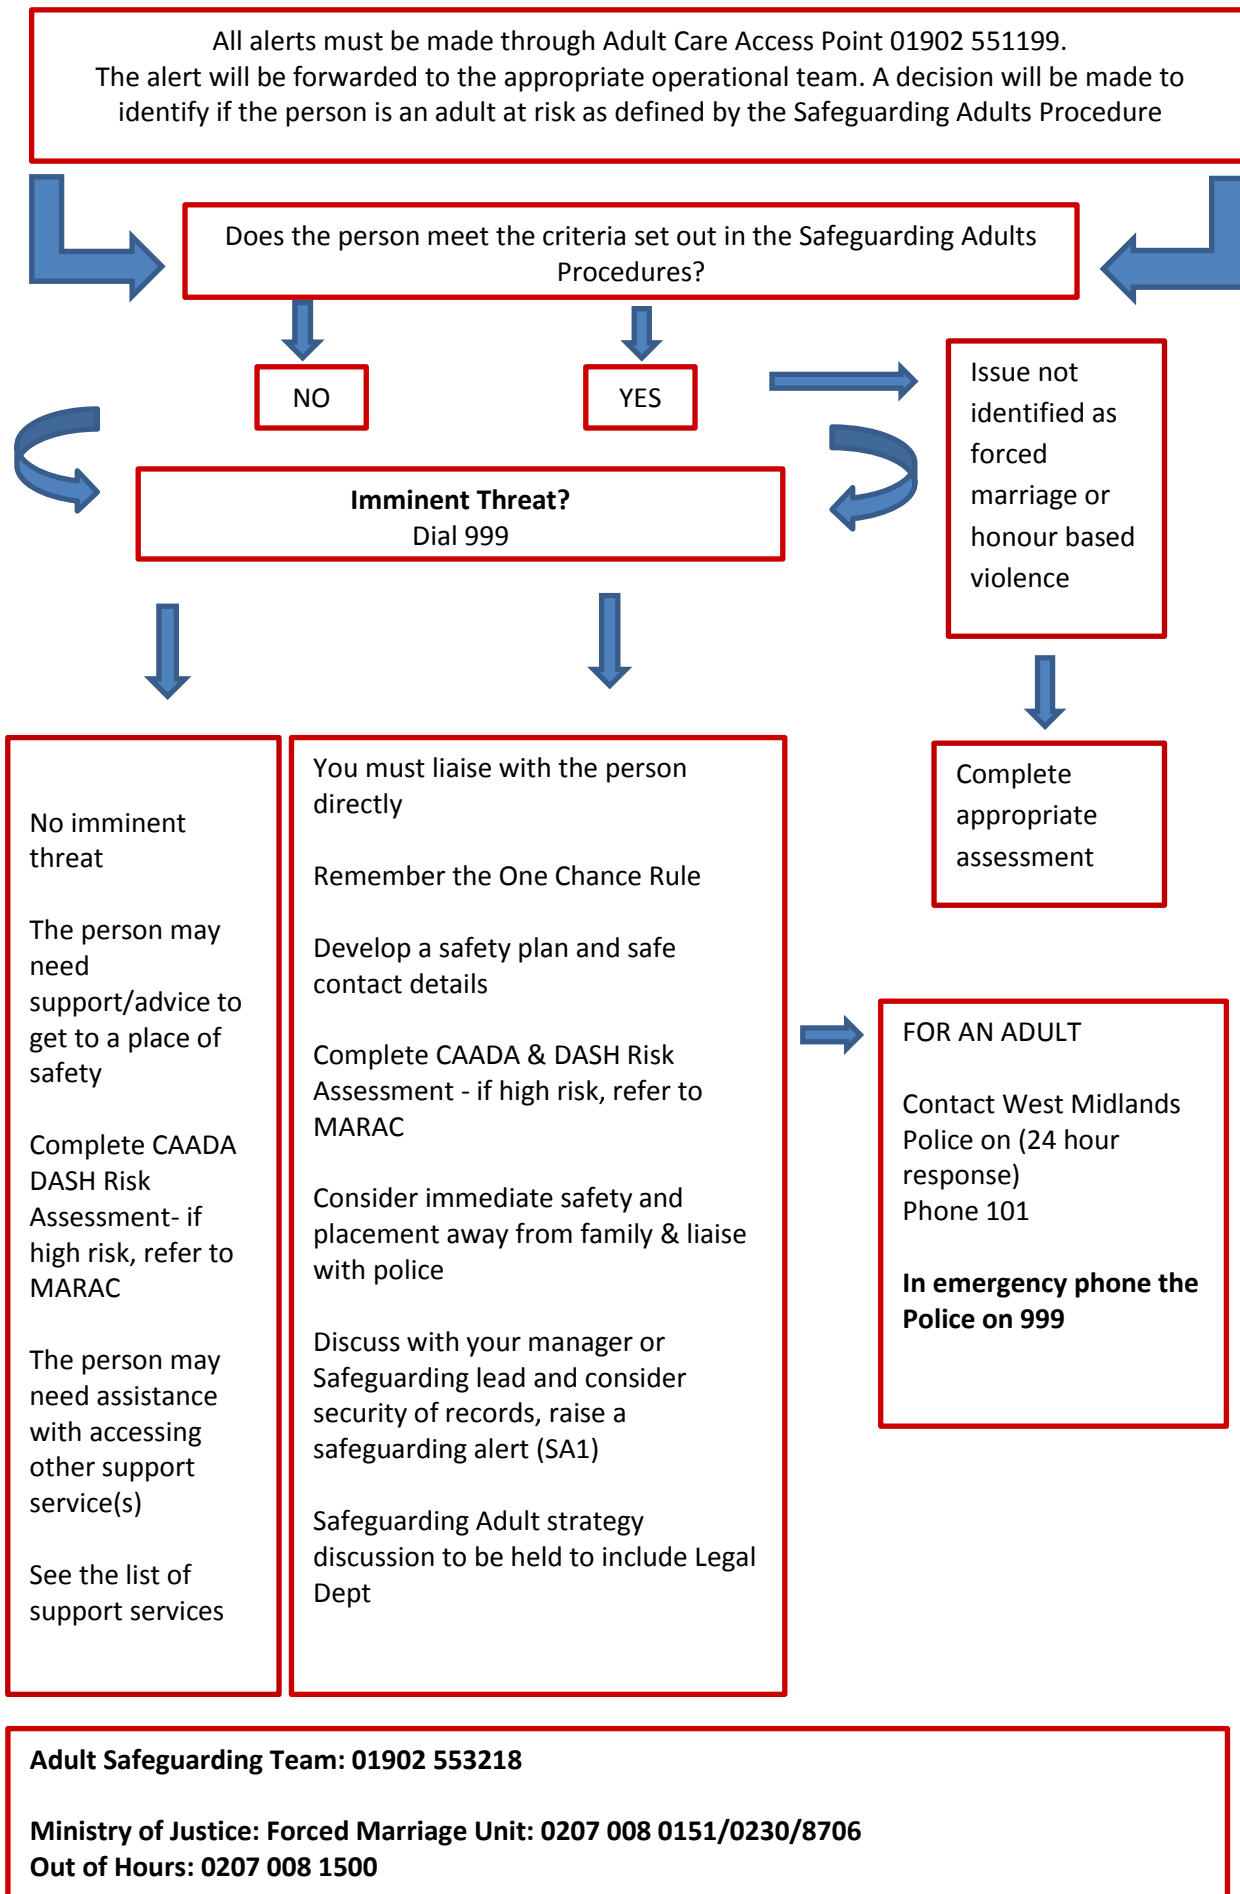 All alerts must be made through Adult Care Access Point 01902 551199.
The alert will be forwarded to the appropriate operational team. A decision will be made to
identify if the person is an adult at risk as defined by the Safeguarding Adults Procedure
Does the person meet the criteria set out in the Safeguarding Adults
Procedures?
NO
YES
Issue not
identified as
forced
marriage or
honour based
violence
Imminent Threat?
Dial 999
No imminent
threat
The person may
need
support/advice to
get to a place of
safety
Complete CAADA
DASH Risk
Assessment- if
high risk, refer to
MARAC
The person may
need assistance
with accessing
other support
service(s)
See the list of
support services
You must liaise with the person
directly
Remember the One Chance Rule
Develop a safety plan and safe
contact details
Complete CAADA & DASH Risk
Assessment - if high risk, refer to
MARAC
Consider immediate safety and
placement away from family & liaise
with police
Discuss with your manager or
Safeguarding lead and consider
security of records, raise a
safeguarding alert (SA1)
Safeguarding Adult strategy
discussion to be held to include Legal
Dept
Complete
appropriate
assessment
FOR AN ADULT
Contact West Midlands
Police on (24 hour
response)
Phone 101
In emergency phone the
Police on 999
Adult Safeguarding Team: 01902 553218
Ministry of Justice: Forced Marriage Unit: 0207 008 0151/0230/8706
Out of Hours: 0207 008 1500